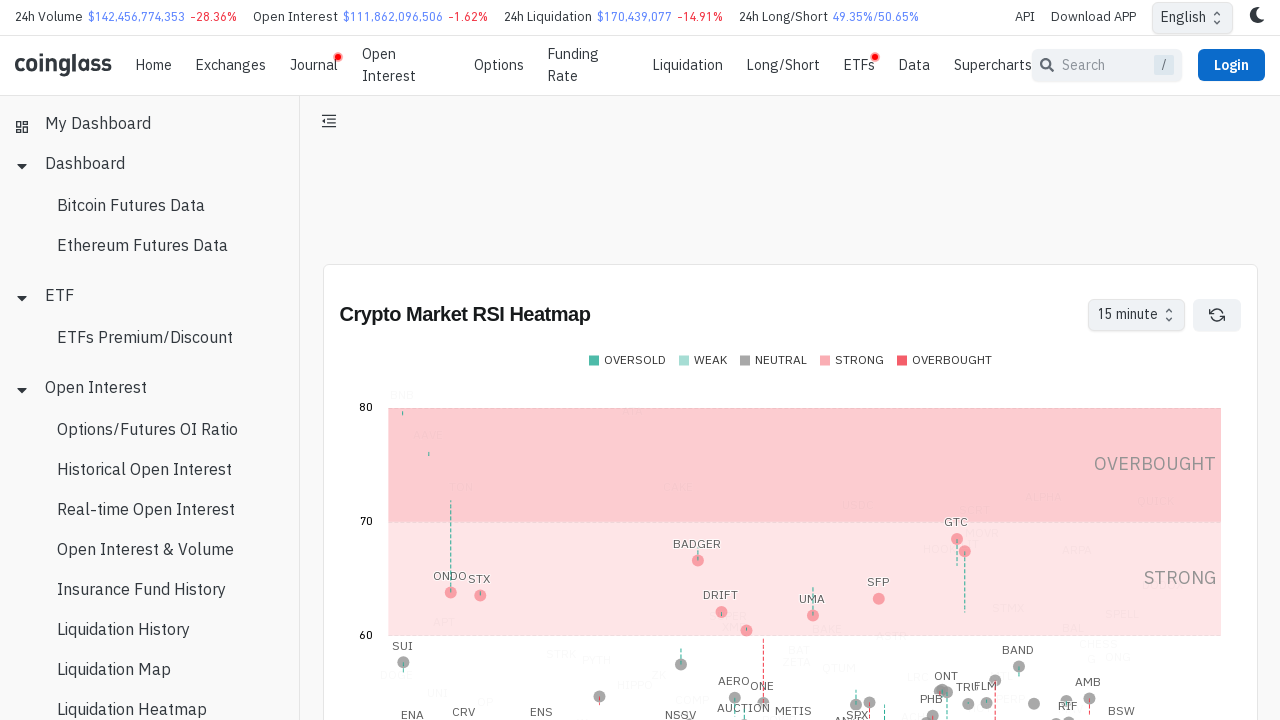 24h Volume $142,456,774,353 -28.36% Open Interest $111,862,096,506 -1.62% 24h Liquidation $170,439,077 -14.91% 24h Long/Short 49.35%/50.65% API Download APP English
coinglass Home Exchanges Journal Open Interest Options Funding Rate Liquidation Long/Short ETFs Data Supercharts Search / Login
My Dashboard
Dashboard
Bitcoin Futures Data
Ethereum Futures Data
ETF
ETFs Premium/Discount
Open Interest
Options/Futures OI Ratio
Historical Open Interest
Real-time Open Interest
Open Interest & Volume
Insurance Fund History
Liquidation History
Liquidation Map
Liquidation Heatmap
Crypto Market RSI Heatmap 15 minute
OVERSOLD WEAK NEUTRAL STRONG OVERBOUGHT
80
OVERBOUGHT
70
GTC
BADGER
STRONG
ONDO STX SFP
DRIFT UMA
60
SUI BAND
AERO ONE ONT TRU FLM AMB
PHB
ENA CRV ENS NSSV AUCTION METIS SPX RIF BSW